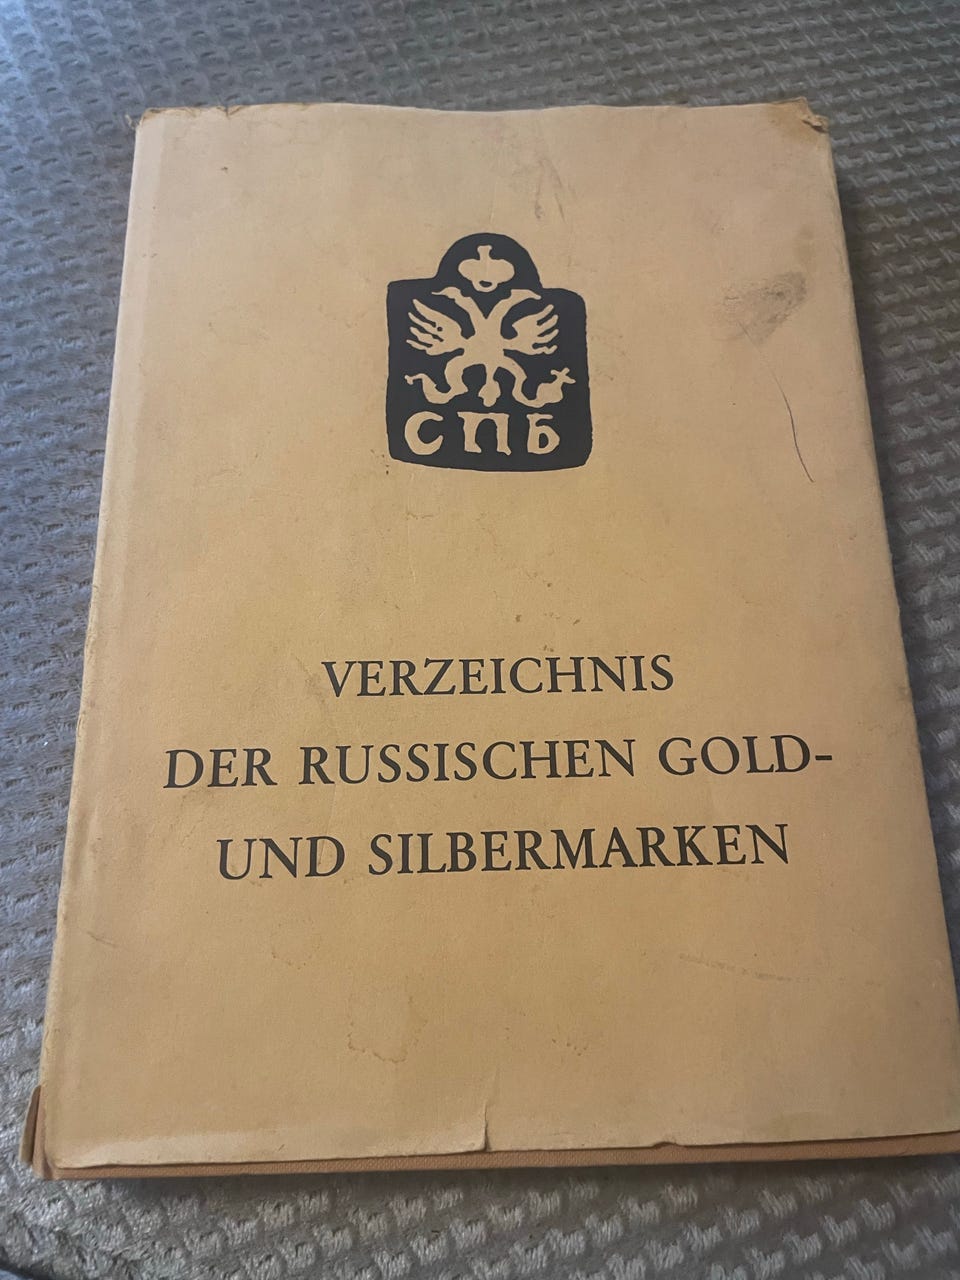 СПБ
VERZEICHNIS
DER RUSSISCHEN GOLD-
UND SILBERMARKEN